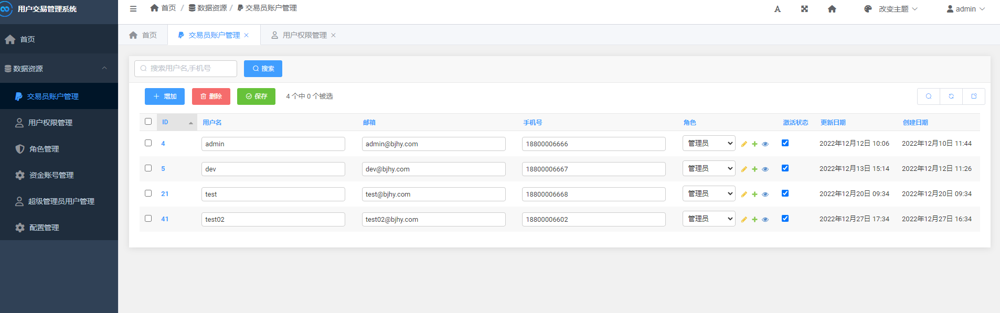 用户交易管理系统
首页 / 数据资源 / 交易员账户管理
改变主题
admin
首页
交易员账户管理
用户权限管理
首页
数据资源
交易员账户管理
用户权限管理
角色管理
资金账号管理
超级管理员用户管理
配置管理
搜索用户名,手机号
搜索
增加
删除
保存
4 个中 0 个被选
ID 用户名 邮箱 手机号 角色 激活状态 更新日期 创建日期
4 admin admin@bjhy.com 18800006666 管理员 2022年12月12日 10:06 2022年12月10日 11:44
5 dev dev@bjhy.com 18800006667 管理员 2022年12月13日 15:14 2022年12月12日 11:26
21 test test@bjhy.com 18800006668 管理员 2022年12月20日 09:34 2022年12月20日 09:34
41 test02 test02@bjhy.com 18800006602 管理员 2022年12月27日 17:34 2022年12月27日 16:34